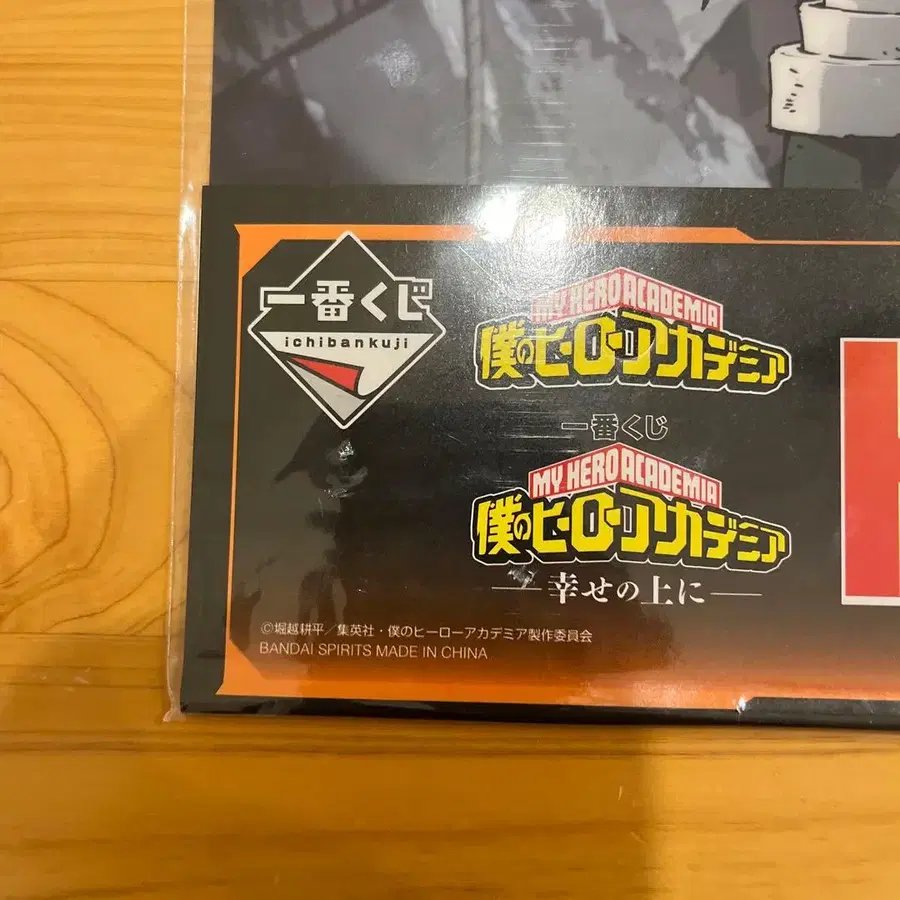 一番くじ
ichibankuji
MY HERO ACADEMIA
僕のヒーローアカデミア
一番くじ
MY HERO ACADEMIA
僕のヒーローアカデミア
幸せの上に
©堀越耕平／集英社・僕のヒーローアカデミア製作委員会
BANDAI SPIRITS MADE IN CHINA